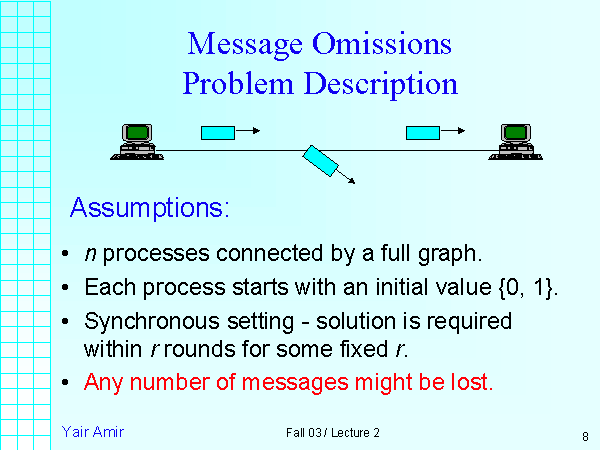 Message Omissions
Problem Description
Assumptions:
• n processes connected by a full graph.
• Each process starts with an initial value {0, 1}.
• Synchronous setting - solution is required
within r rounds for some fixed r.
• Any number of messages might be lost.
Yair Amir
Fall 03 / Lecture 2
8